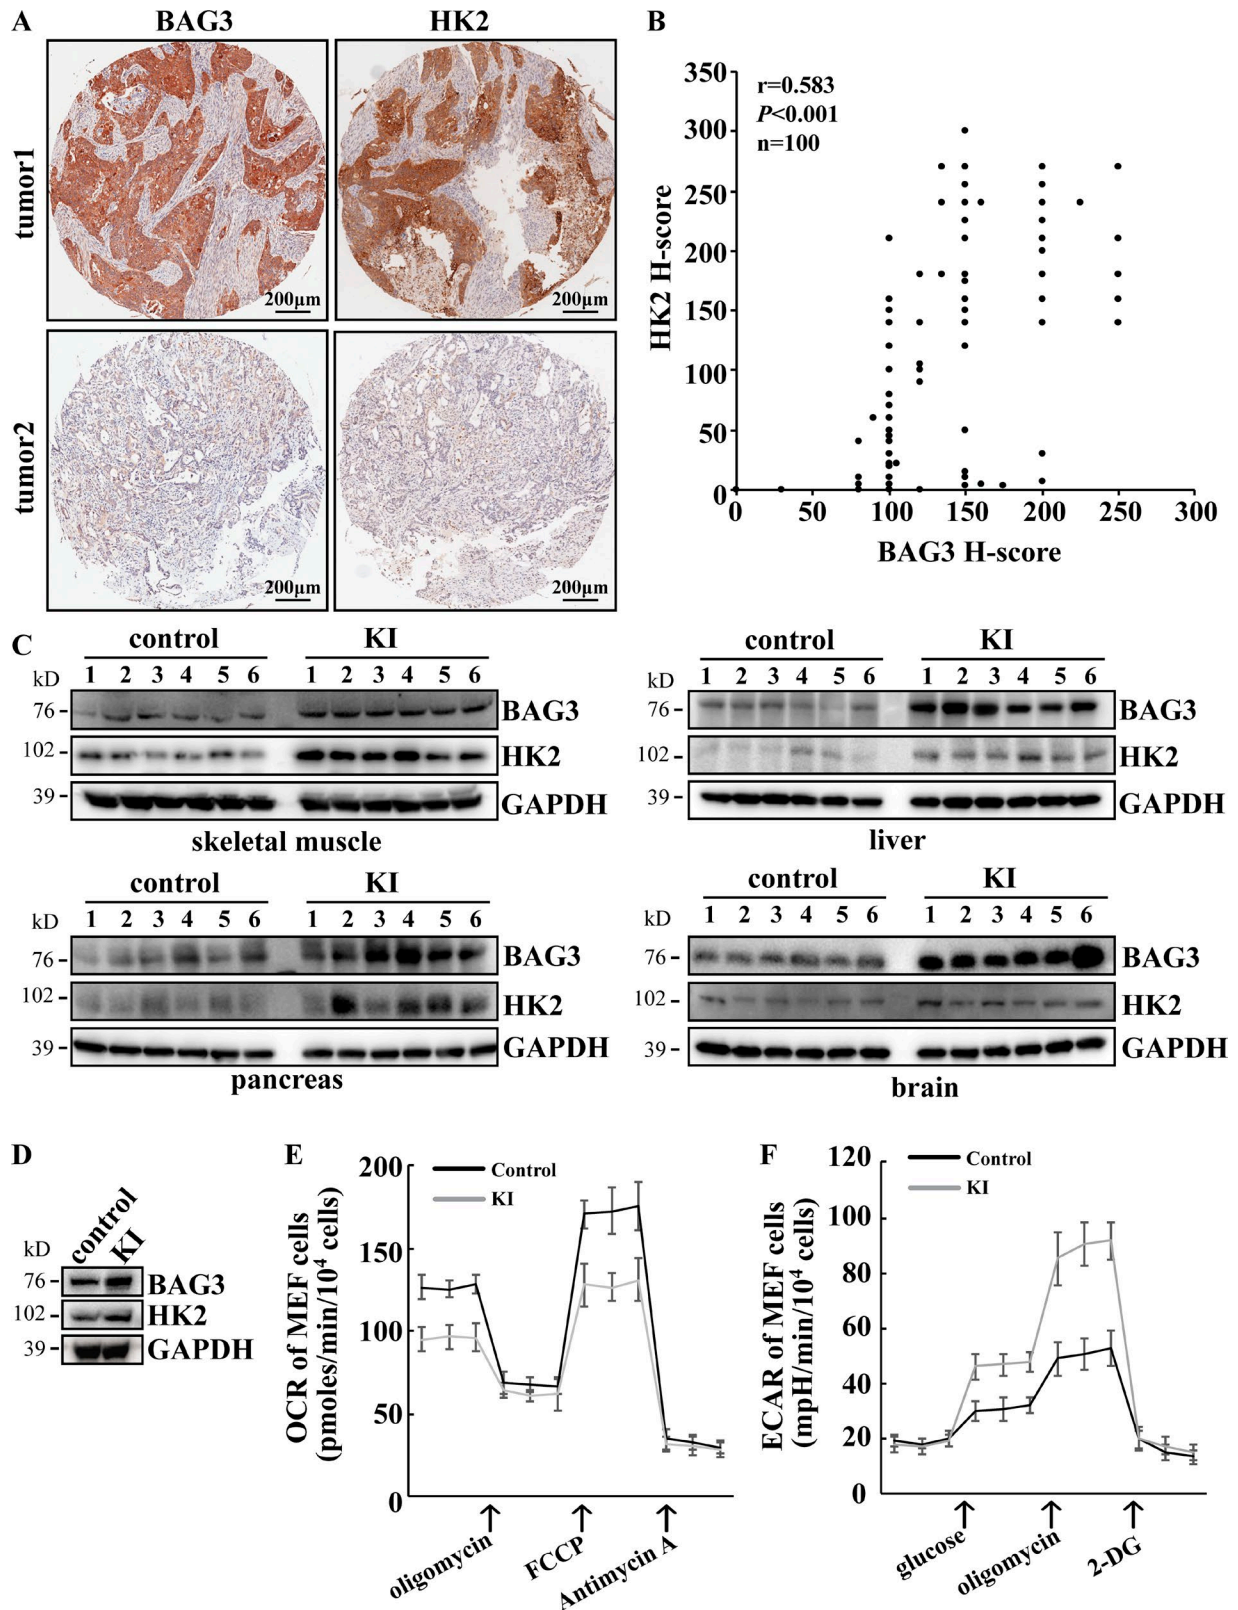 A
BAG3
HK2
tumor1
200μm
200μm
tumor2
200μm
200μm
B
350
300
250
200
150
100
50
0
r=0.583
P<0.001
n=100
HK2 H-score
0
50
100
150
200
250
300
BAG3 H-score
C
control
KI
kD
1 2 3 4 5 6
1 2 3 4 5 6
76
BAG3
102
HK2
39
GAPDH
skeletal muscle
control
KI
kD
1 2 3 4 5 6
1 2 3 4 5 6
76
BAG3
102
HK2
39
GAPDH
liver
control
KI
kD
1 2 3 4 5 6
1 2 3 4 5 6
76
BAG3
102
HK2
39
GAPDH
pancreas
control
KI
kD
1 2 3 4 5 6
1 2 3 4 5 6
76
BAG3
102
HK2
39
GAPDH
brain
D
control
KI
kD
76
BAG3
102
HK2
39
GAPDH
E
200
150
100
50
0
Control
KI
OCR of MEF cells
(pmoles/min/10⁴ cells)
oligomycin
FCCP
Antimycin A
F
120
100
80
60
40
20
0
Control
KI
ECAR of MEF cells
(mpH/min/10⁴ cells)
glucose
oligomycin
2-DG